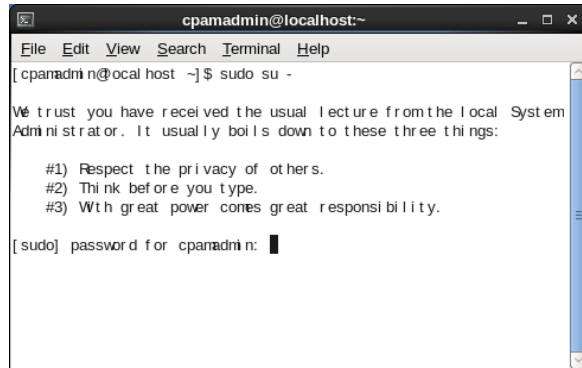 cpamadmin@localhost:~
File Edit View Search Terminal Help
[cpamadmin@localhost ~]$ sudo su -
We trust you have received the usual lecture from the local System
Administrator. It usually boils down to these three things:
#1) Respect the privacy of others.
#2) Think before you type.
#3) With great power comes great responsibility.
[sudo] password for cpamadmin: